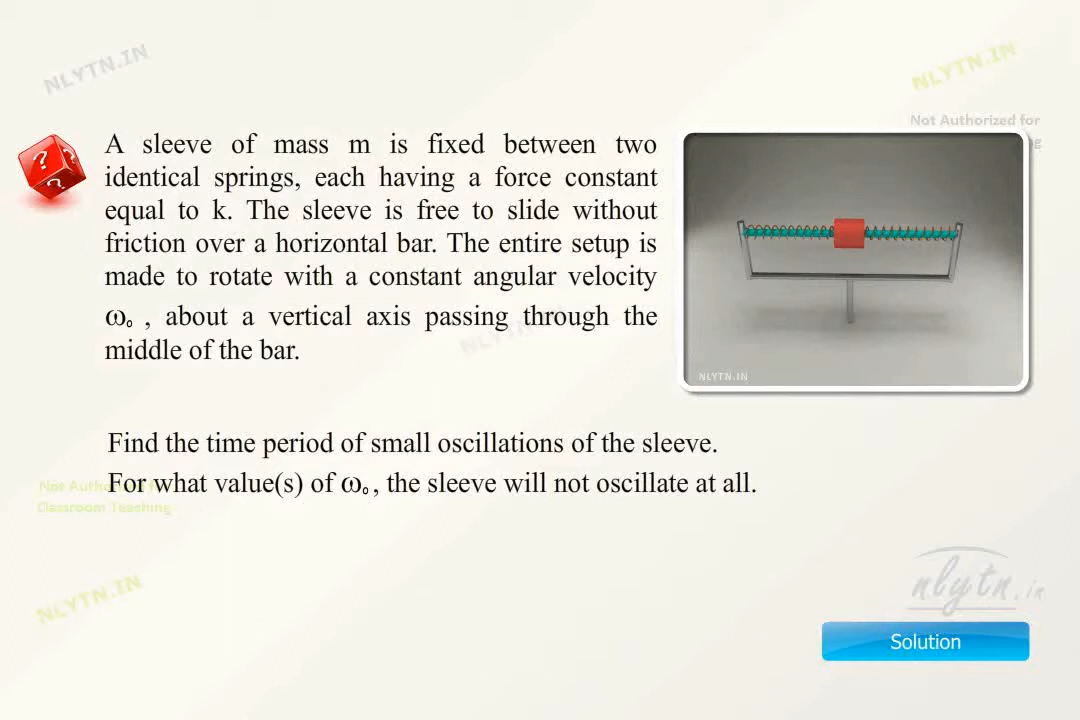 NLYTN.IN
NLYTN.IN
Not Authorized for
A sleeve of mass m is fixed between two
identical springs, each having a force constant
equal to k. The sleeve is free to slide without
friction over a horizontal bar. The entire setup is
made to rotate with a constant angular velocity
ω₀ , about a vertical axis passing through the
middle of the bar.
NLYTN.IN
Find the time period of small oscillations of the sleeve.
For what value(s) of ω₀, the sleeve will not oscillate at all.
Classroom Teaching
NLYTN.IN
nlytn.in
Solution